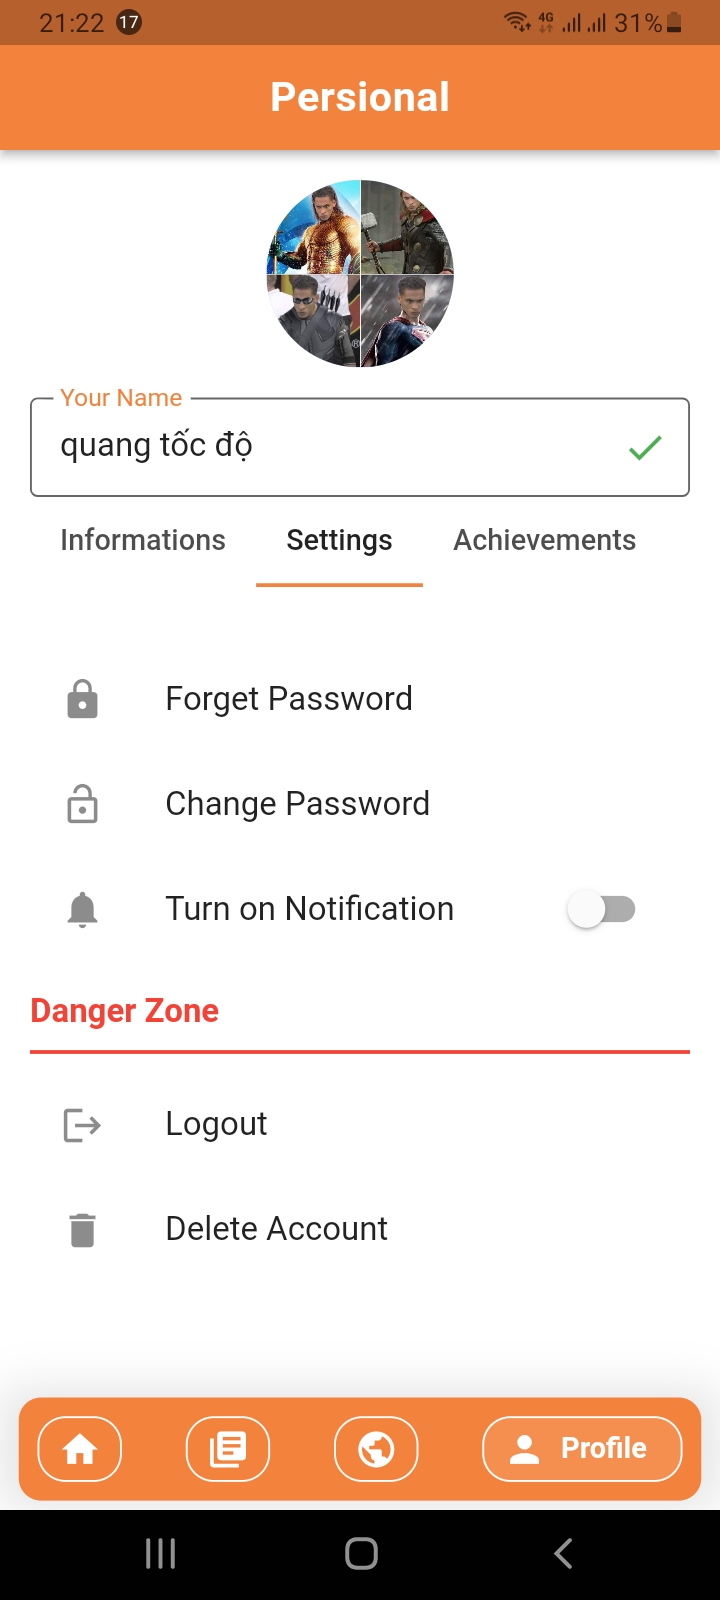 21:22 17 4G 31%
Persional
Your Name
quang tốc độ
Informations Settings Achievements
Forget Password
Change Password
Turn on Notification
Danger Zone
Logout
Delete Account
Profile